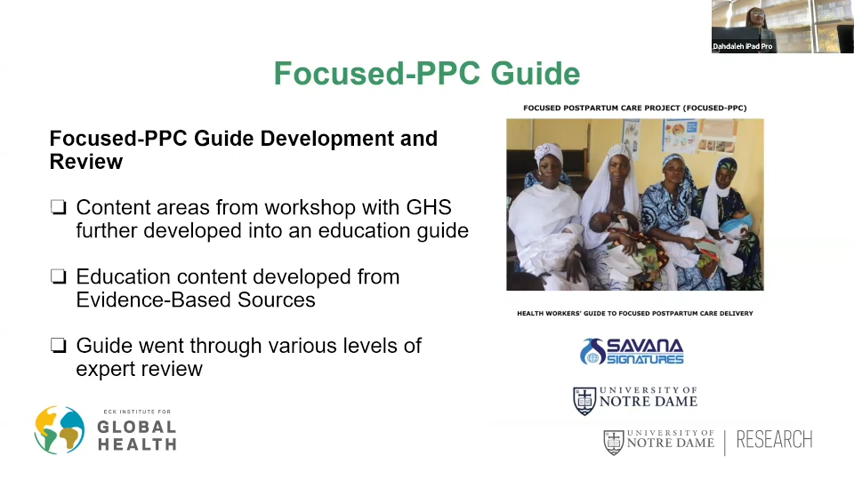 Dahdaleh iPad Pro
Focused-PPC Guide
Focused-PPC Guide Development and
Review
❏ Content areas from workshop with GHS
further developed into an education guide
❏ Education content developed from
Evidence-Based Sources
❏ Guide went through various levels of
expert review
FOCUSED POSTPARTUM CARE PROJECT (FOCUSED-PPC)
HEALTH WORKERS' GUIDE TO FOCUSED POSTPARTUM CARE DELIVERY
SAVANA
SIGNATURES
UNIVERSITY OF
NOTRE DAME
ECK INSTITUTE FOR
GLOBAL
HEALTH
UNIVERSITY OF
NOTRE DAME | RESEARCH